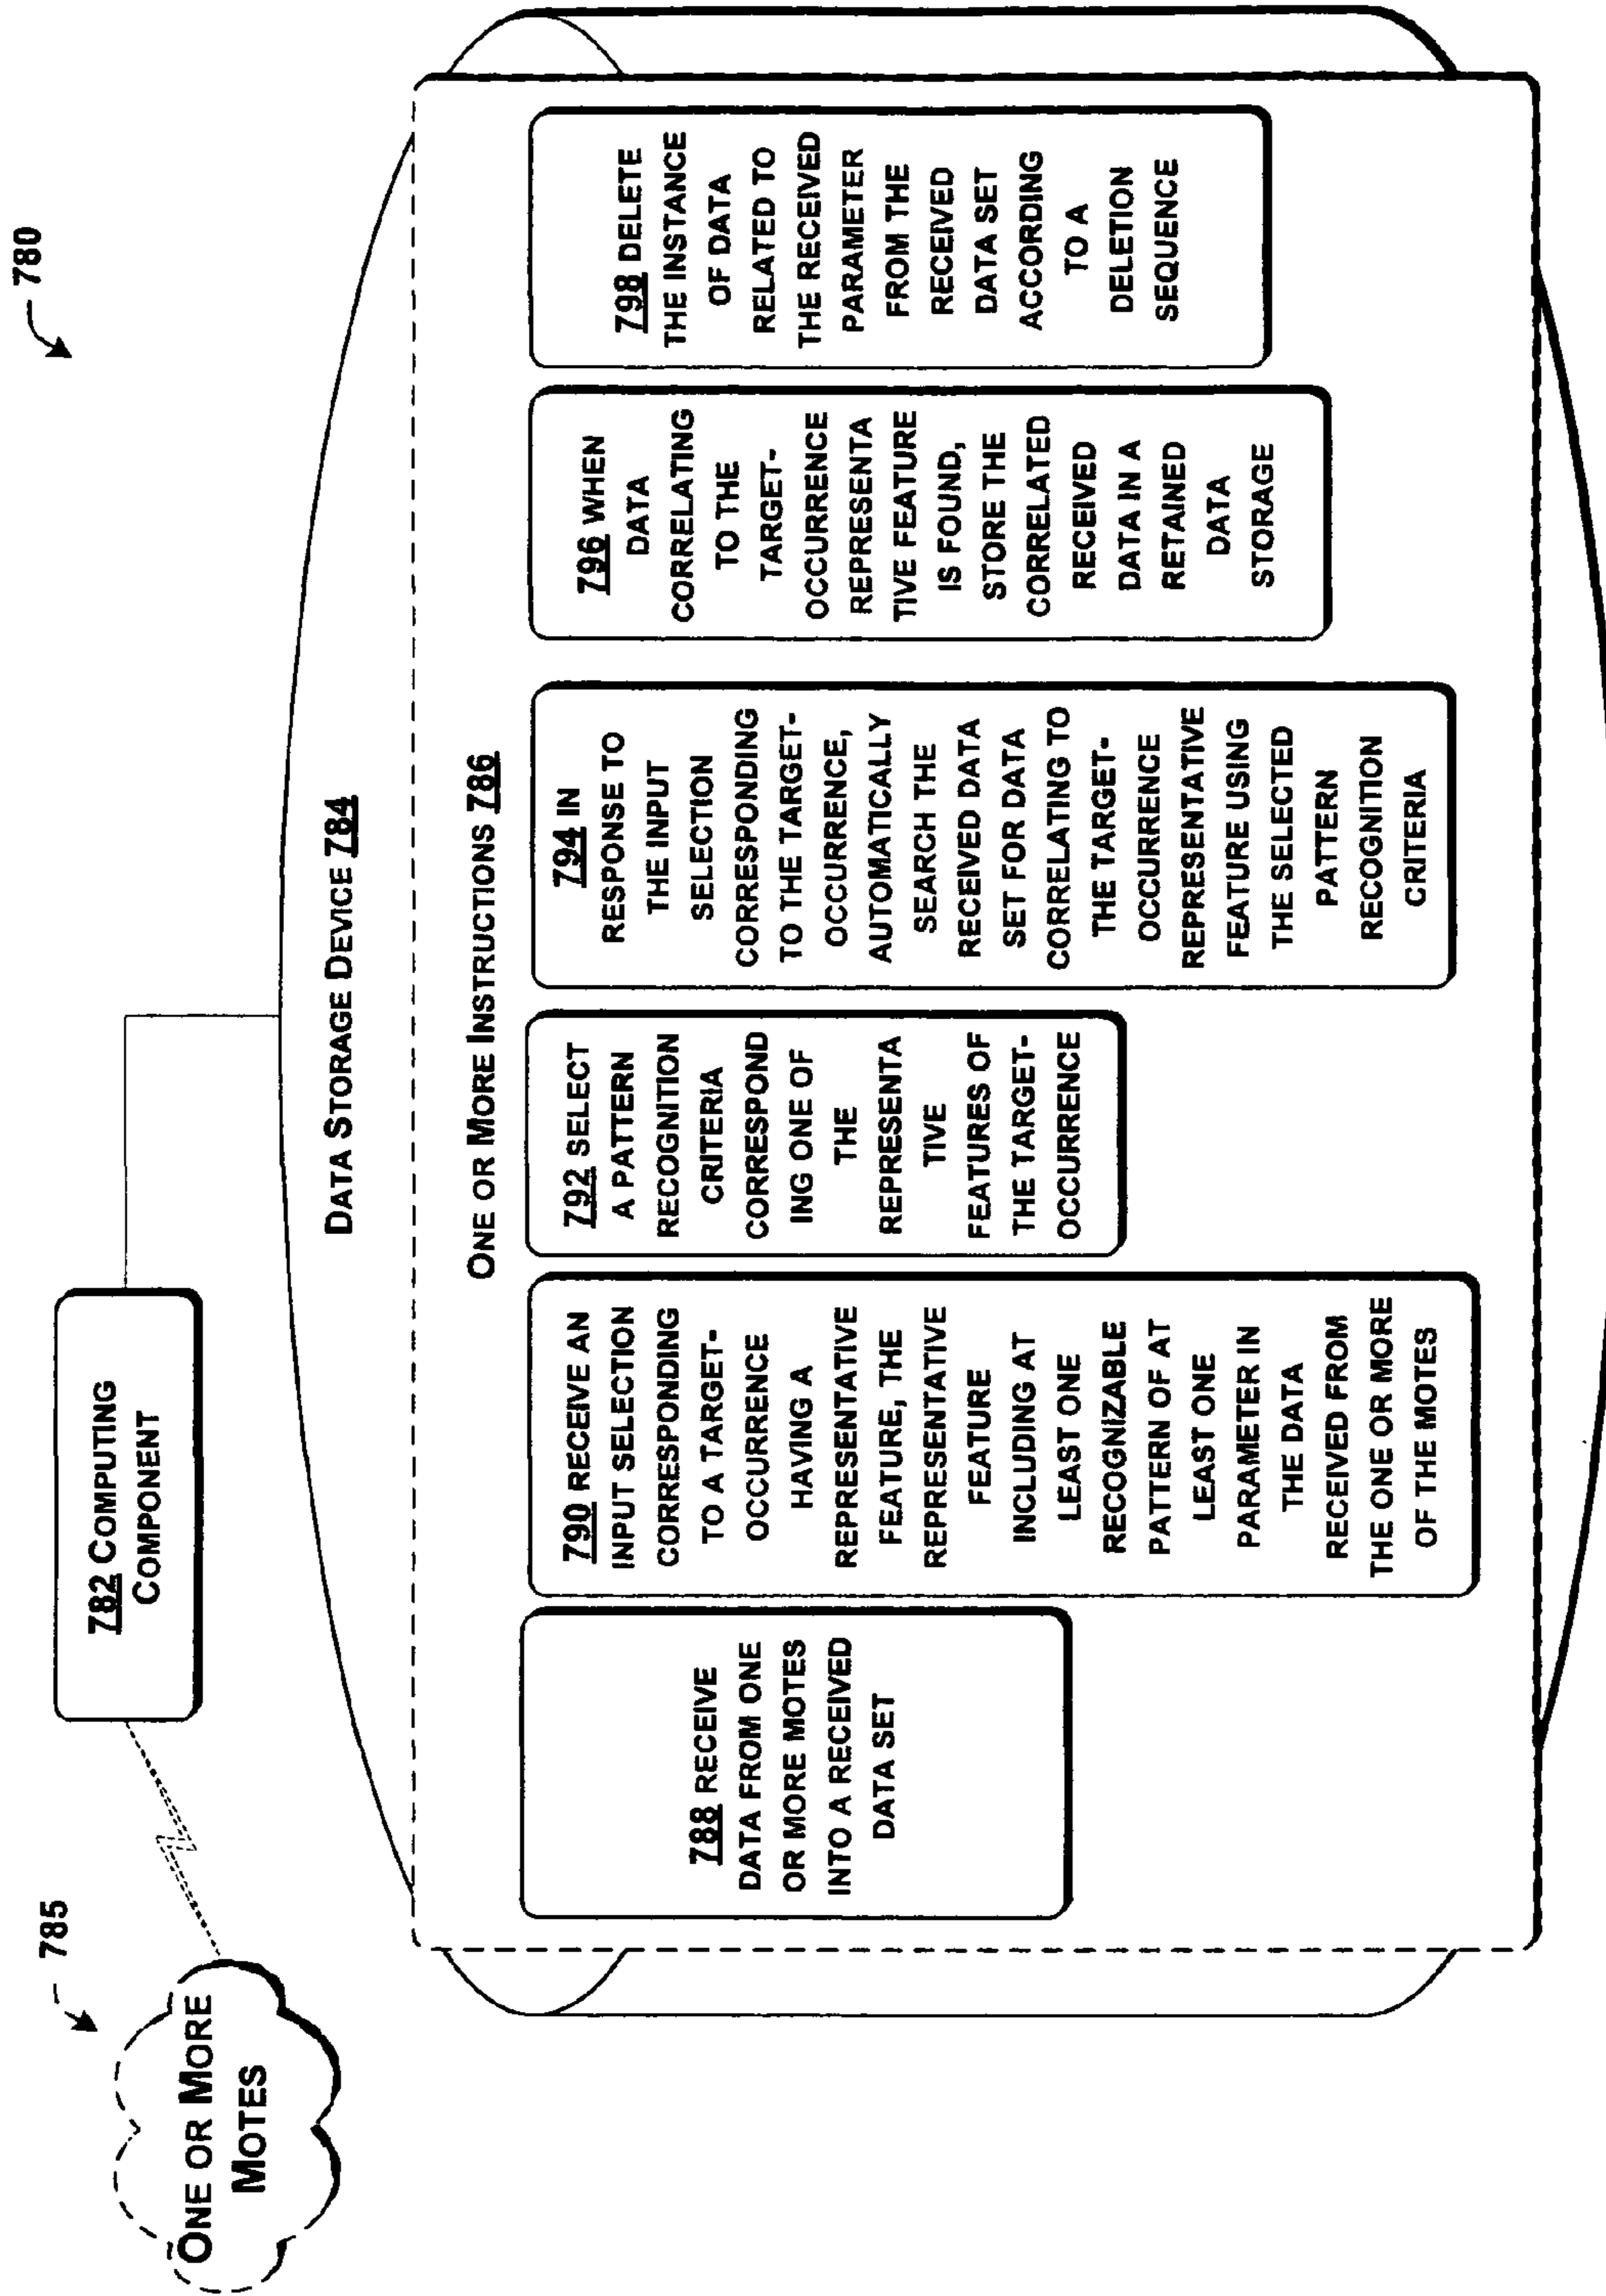 780
785
ONE OR MORE
MOTES
782 COMPUTING
COMPONENT
DATA STORAGE DEVICE 784
ONE OR MORE INSTRUCTIONS 786
788 RECEIVE
DATA FROM ONE
OR MORE MOTES
INTO A RECEIVED
DATA SET
790 RECEIVE AN
INPUT SELECTION
CORRESPONDING
TO A TARGET-
OCCURRENCE
HAVING A
REPRESENTATIVE
FEATURE, THE
REPRESENTATIVE
FEATURE
INCLUDING AT
LEAST ONE
RECOGNIZABLE
PATTERN OF AT
LEAST ONE
PARAMETER IN
THE DATA
RECEIVED FROM
THE ONE OR MORE
OF THE MOTES
792 SELECT
A PATTERN
RECOGNITION
CRITERIA
CORRESPOND
ING ONE OF
THE
REPRESENTA
TIVE
FEATURES OF
THE TARGET-
OCCURRENCE
794 IN
RESPONSE TO
THE INPUT
SELECTION
CORRESPONDING
TO THE TARGET-
OCCURRENCE,
AUTOMATICALLY
SEARCH THE
RECEIVED DATA
SET FOR DATA
CORRELATING TO
THE TARGET-
OCCURRENCE
REPRESENTATIVE
FEATURE USING
THE SELECTED
PATTERN
RECOGNITION
CRITERIA
796 WHEN
DATA
CORRELATING
TO THE
TARGET-
OCCURRENCE
REPRESENTA
TIVE FEATURE
IS FOUND,
STORE THE
CORRELATED
RECEIVED
DATA IN A
RETAINED
DATA
STORAGE
798 DELETE
THE INSTANCE
OF DATA
RELATED TO
THE RECEIVED
PARAMETER
FROM THE
RECEIVED
DATA SET
ACCORDING
TO A
DELETION
SEQUENCE